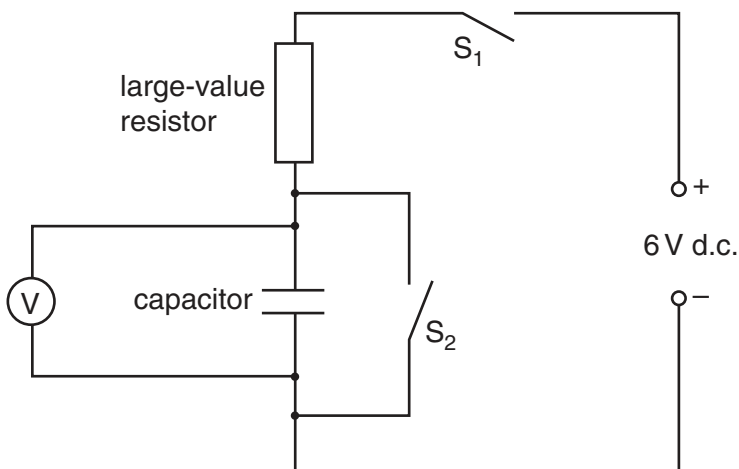 S₁
large-value
resistor
+
6 V d.c.
V
capacitor
–
S₂